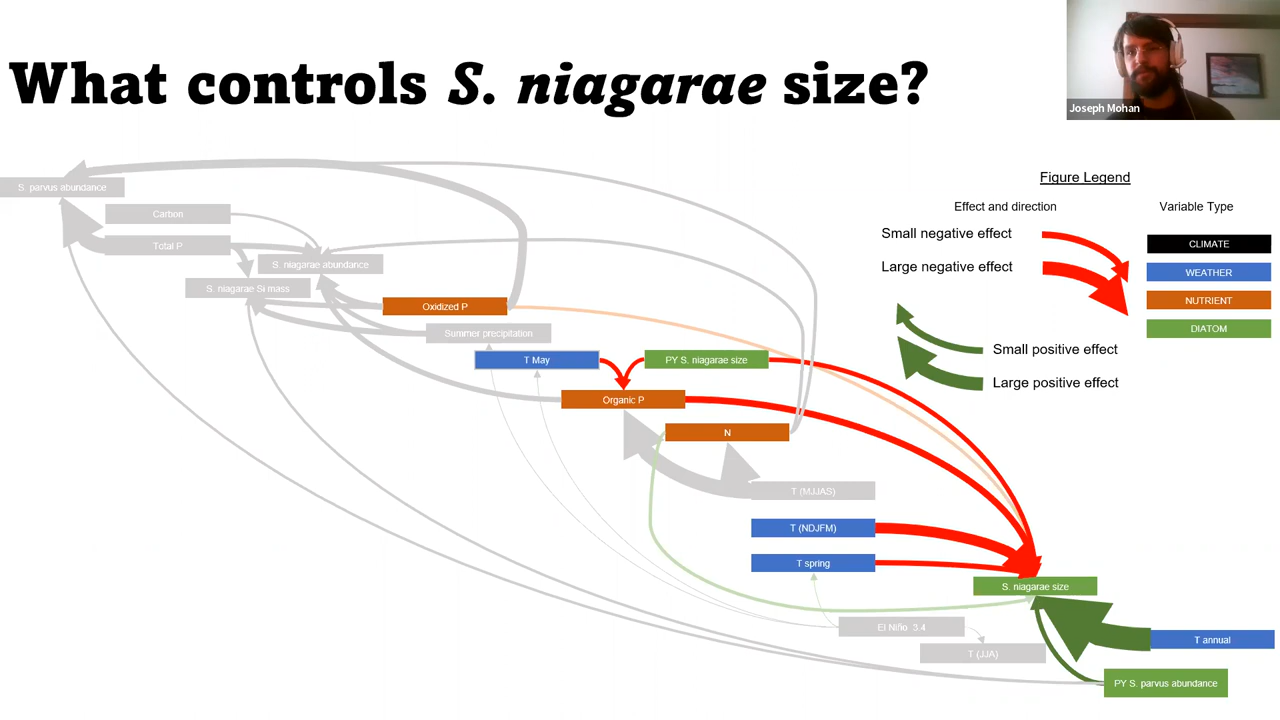 What controls S. niagarae size?
Joseph Mohan
Figure Legend
Effect and direction
Variable Type
Small negative effect
Large negative effect
Small positive effect
Large positive effect
CLIMATE
WEATHER
NUTRIENT
DIATOM
S. parvus abundance
Carbon
Total P
S. niagarae abundance
S. niagarae Si mass
Oxidized P
Summer precipitation
T May
PY S. niagarae size
Organic P
N
T (MJJAS)
T (NDJFM)
T spring
S. niagarae size
El Niño 3.4
T annual
T (JJA)
PY S. parvus abundance